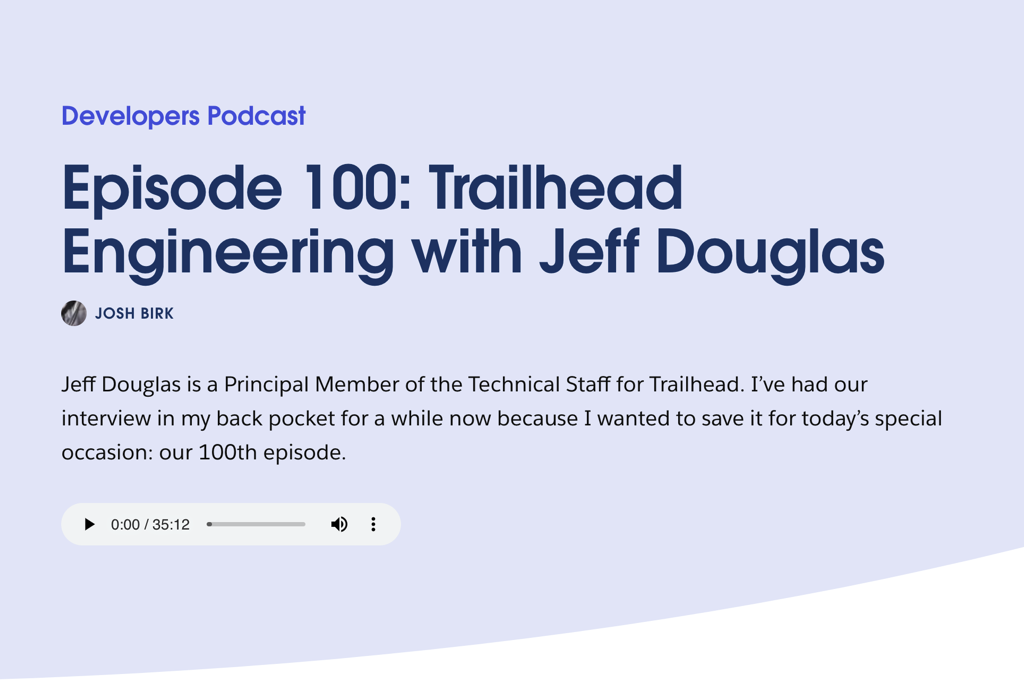 Developers Podcast
Episode 100: Trailhead
Engineering with Jeff Douglas
JOSH BIRK
Jeff Douglas is a Principal Member of the Technical Staff for Trailhead. I’ve had our
interview in my back pocket for a while now because I wanted to save it for today’s special
occasion: our 100th episode.
0:00 / 35:12